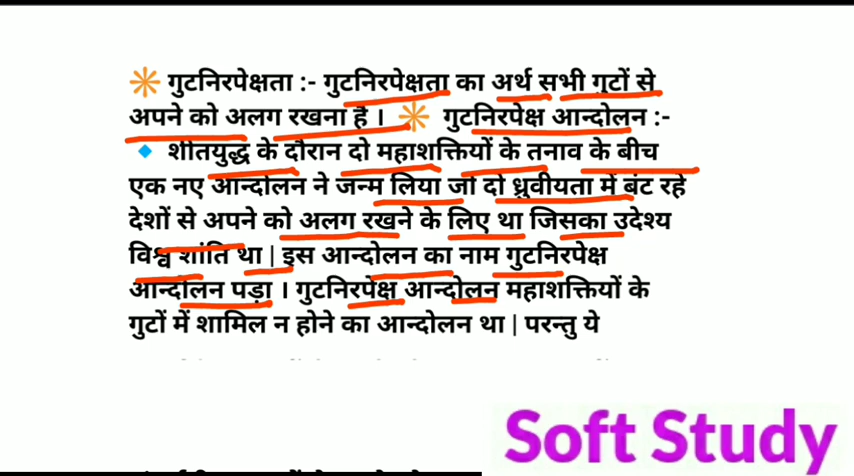 गुटनिरपेक्षता :- गुटनिरपेक्षता का अर्थ सभी गुटों से
अपने को अलग रखना है । गुटनिरपेक्ष आन्दोलन :-
शीतयुद्ध के दौरान दो महाशक्तियों के तनाव के बीच
एक नए आन्दोलन ने जन्म लिया जो दो ध्रुवीयता में बंट रहे
देशों से अपने को अलग रखने के लिए था जिसका उदेश्य
विश्व शांति था | इस आन्दोलन का नाम गुटनिरपेक्ष
आन्दोलन पड़ा । गुटनिरपेक्ष आन्दोलन महाशक्तियों के
गुटों में शामिल न होने का आन्दोलन था | परन्तु ये
Soft Study